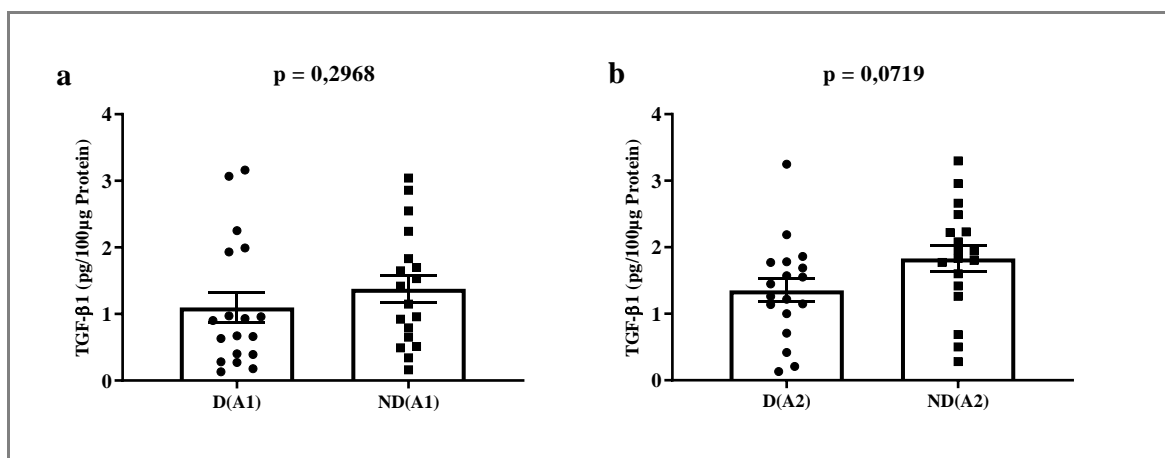 a
p = 0,2968
TGF-β1 (pg/100µg Protein)
4
3
2
1
0
D(A1)
ND(A1)
b
p = 0,0719
TGF-β1 (pg/100µg Protein)
4
3
2
1
0
D(A2)
ND(A2)